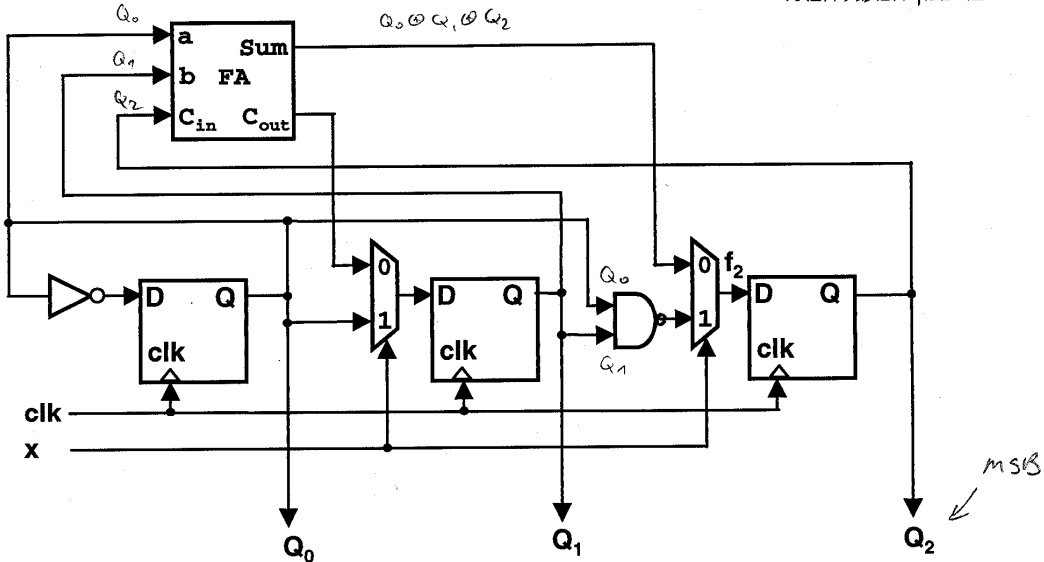 Q₀
Q₀ ⊕ Q₁ ⊕ Q₂
a
Sum
Q₁
b
FA
Q₂
Cin
Cout
0
1
Q₀
Q₁
0
1
f₂
D
Q
clk
D
Q
clk
D
Q
clk
clk
x
MSB
Q₀
Q₁
Q₂